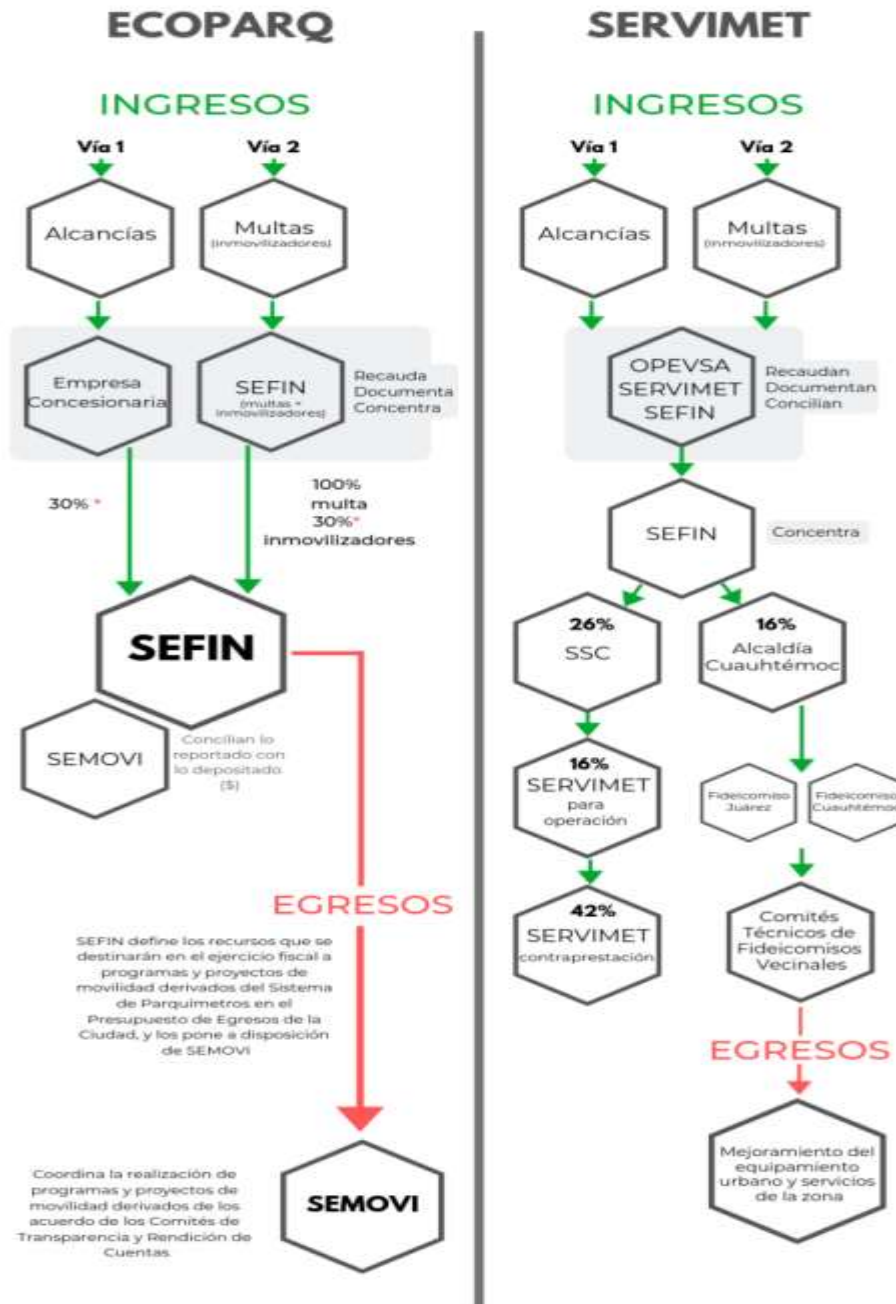 ECOPARQ
INGRESOS
Vía 1
Vía 2
Alcancías
Multas
(inmovilizadores)
Empresa
Concesionaria
SEFIN
(multas +
inmovilizadores)
Recauda
Documenta
Concentra
30% *
100%
multa
30%*
inmovilizadores
SEFIN
SEMOVI
Concilian lo
reportado con
lo depositado
($)
EGRESOS
SEFIN define los recursos que se
destinarán en el ejercicio fiscal a
programas y proyectos de
movilidad derivados del Sistema
de Parquímetros en el
Presupuesto de Egresos de la
Ciudad, y los pone a disposición
de SEMOVI
Coordina la realización de
programas y proyectos de
movilidad derivados de los
acuerdo de los Comités de
Transparencia y Rendición de
Cuentas.
SEMOVI
SERVIMET
INGRESOS
Vía 1
Vía 2
Alcancías
Multas
(inmovilizadores)
OPEVSA
SERVIMET
SEFIN
Recaudan
Documentan
Concilian
SEFIN
Concentra
26%
SSC
16%
Alcaldía
Cuauhtémoc
16%
SERVIMET
para
operación
Fideicomiso
Juárez
Fideicomiso
Cuauhtémoc
42%
SERVIMET
contraprestación
Comités
Técnicos de
Fideicomisos
Vecinales
EGRESOS
Mejoramiento del
equipamiento
urbano y servicios
de la zona